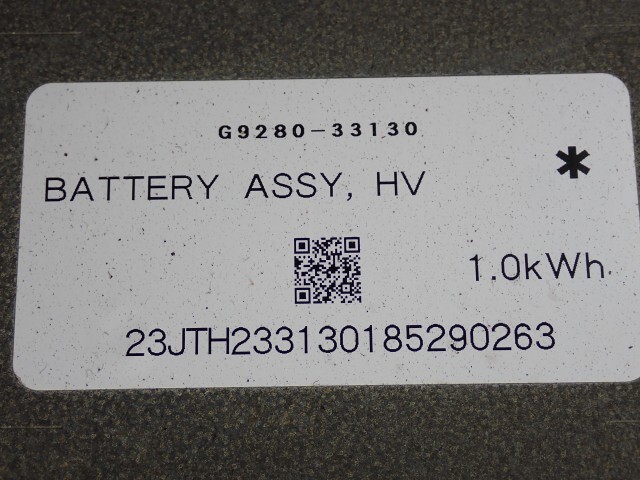 G9280-33130
BATTERY ASSY, HV
*
1.0kWh
23JTH233130185290263